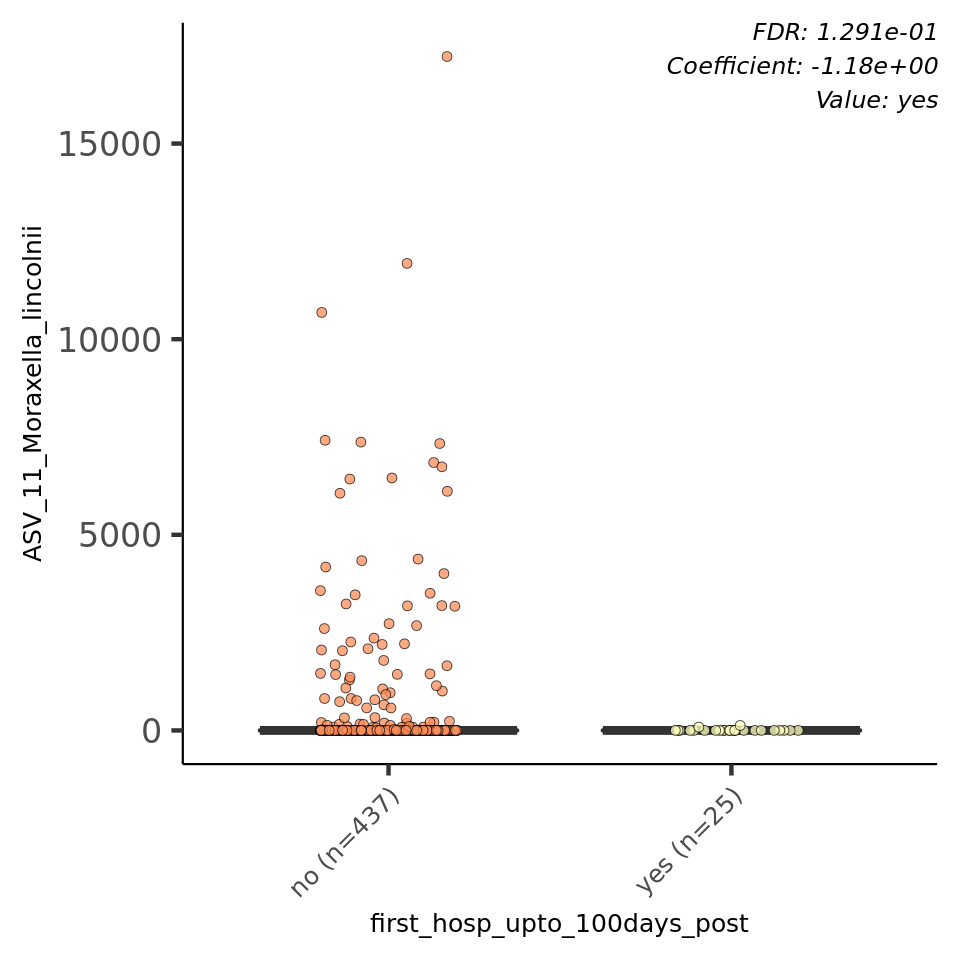 FDR: 1.291e-01
Coefficient: -1.18e+00
Value: yes
ASV_11_Moraxella_lincolnii
15000
10000
5000
0
no (n=437)
yes (n=25)
first_hosp_upto_100days_post